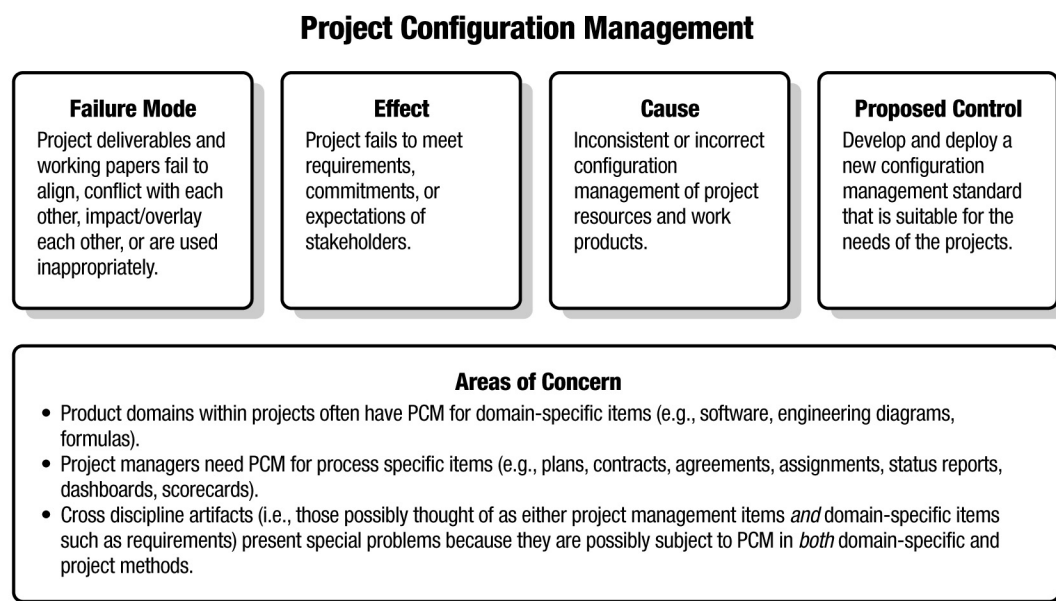 Project Configuration Management
Failure Mode
Project deliverables and
working papers fail to
align, conflict with each
other, impact/overlay
each other, or are used
inappropriately.
Effect
Project fails to meet
requirements,
commitments, or
expectations of
stakeholders.
Cause
Inconsistent or incorrect
configuration
management of project
resources and work
products.
Proposed Control
Develop and deploy a
new configuration
management standard
that is suitable for the
needs of the projects.
Areas of Concern
• Product domains within projects often have PCM for domain-specific items (e.g., software, engineering diagrams,
formulas).
• Project managers need PCM for process specific items (e.g., plans, contracts, agreements, assignments, status reports,
dashboards, scorecards).
• Cross discipline artifacts (i.e., those possibly thought of as either project management items and domain-specific items
such as requirements) present special problems because they are possibly subject to PCM in both domain-specific and
project methods.